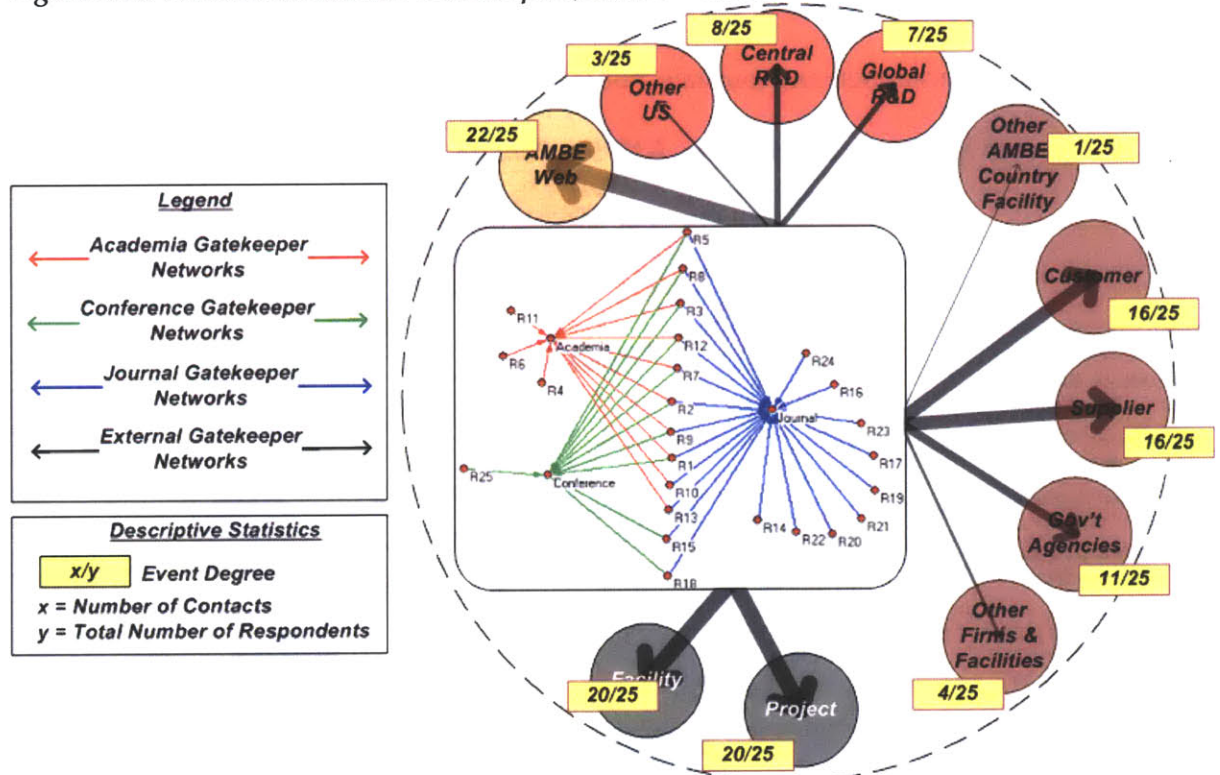 8/25
7/25
3/25
Central
R&D
Global
R&D
Other
US
22/25
AMBE
Web
Other
AMBE
Country
Facility
1/25
Legend
Academia Gatekeeper
Networks
Conference Gatekeeper
Networks
Journal Gatekeeper
Networks
External Gatekeeper
Networks
Descriptive Statistics
x/y Event Degree
x = Number of Contacts
y = Total Number of Respondents
R5
R8
R11
R3
Academia
R12
R24
R6
R7
R4
R16
R2
Journal
R23
R9
R1
R17
R25
Conference
R10
R19
R13
R14
R21
R15
R22
R20
R18
Customer
16/25
Supplier
16/25
Gov't
Agencies
11/25
Other
Firms &
Facilities
4/25
Facility
20/25
Project
20/25